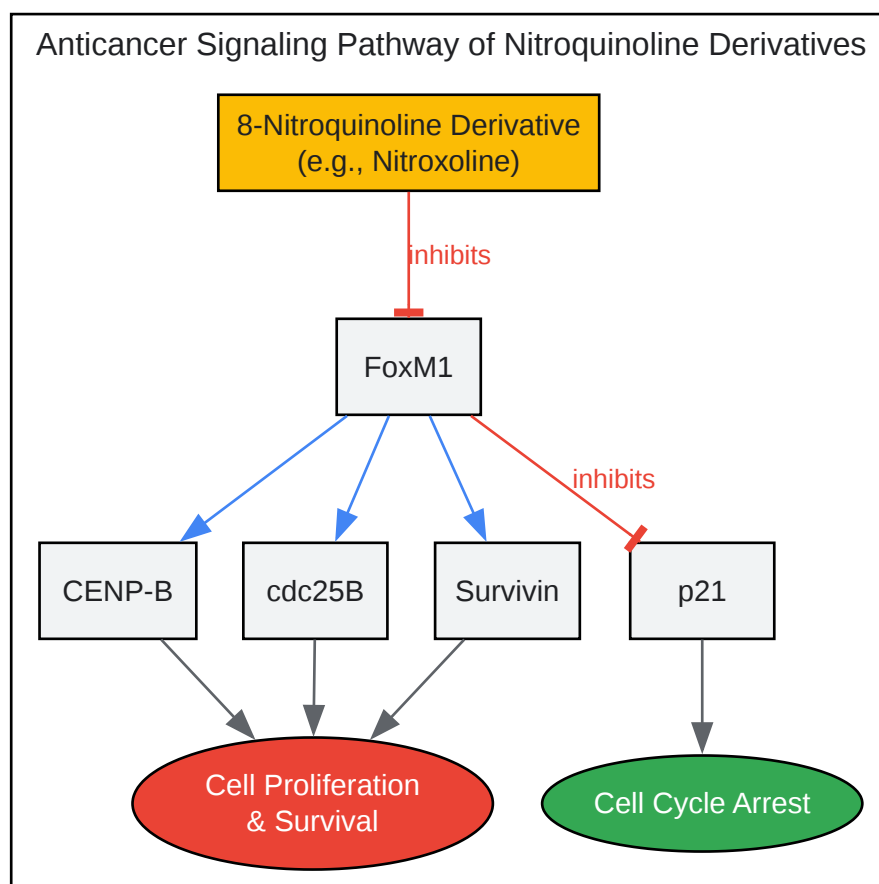 Anticancer Signaling Pathway of Nitroquinoline Derivatives
8-Nitroquinoline Derivative
(e.g., Nitroxoline)
inhibits
FoxM1
inhibits
CENP-B
cdc25B
Survivin
p21
Cell Proliferation
& Survival
Cell Cycle Arrest